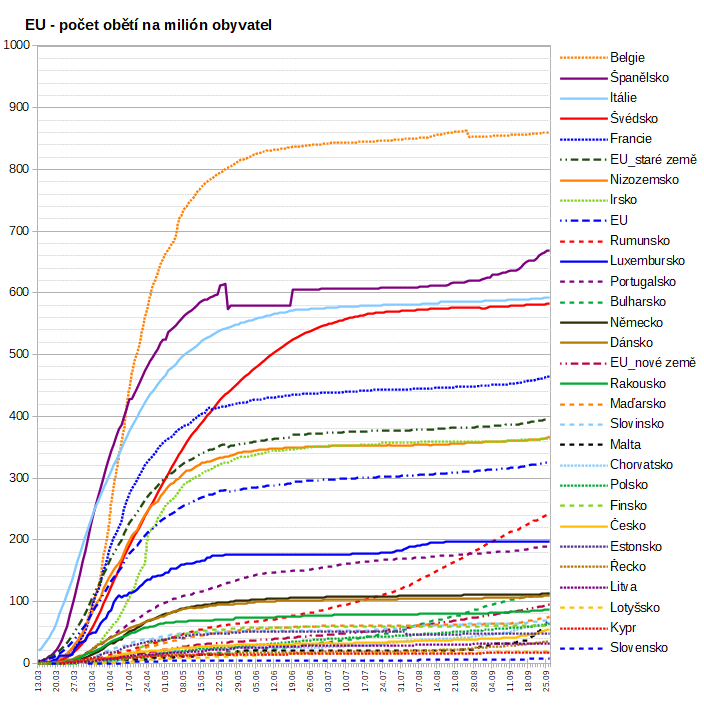 EU - počet obětí na milión obyvatel
1000
900
800
700
600
500
400
300
200
100
0
13.03
20.03
27.03
03.04
10.04
17.04
24.04
01.05
08.05
15.05
22.05
29.05
05.06
12.06
19.06
26.06
03.07
10.07
17.07
24.07
31.07
07.08
14.08
21.08
28.08
04.09
11.09
18.09
25.09
Belgie
Španělsko
Itálie
Švédsko
Francie
EU_staré země
Nizozemsko
Irsko
EU
Rumunsko
Luxembursko
Portugalsko
Bulharsko
Německo
Dánsko
EU_nové země
Rakousko
Maďarsko
Slovinsko
Malta
Chorvatsko
Polsko
Finsko
Česko
Estonsko
Řecko
Litva
Lotyšsko
Kypr
Slovensko